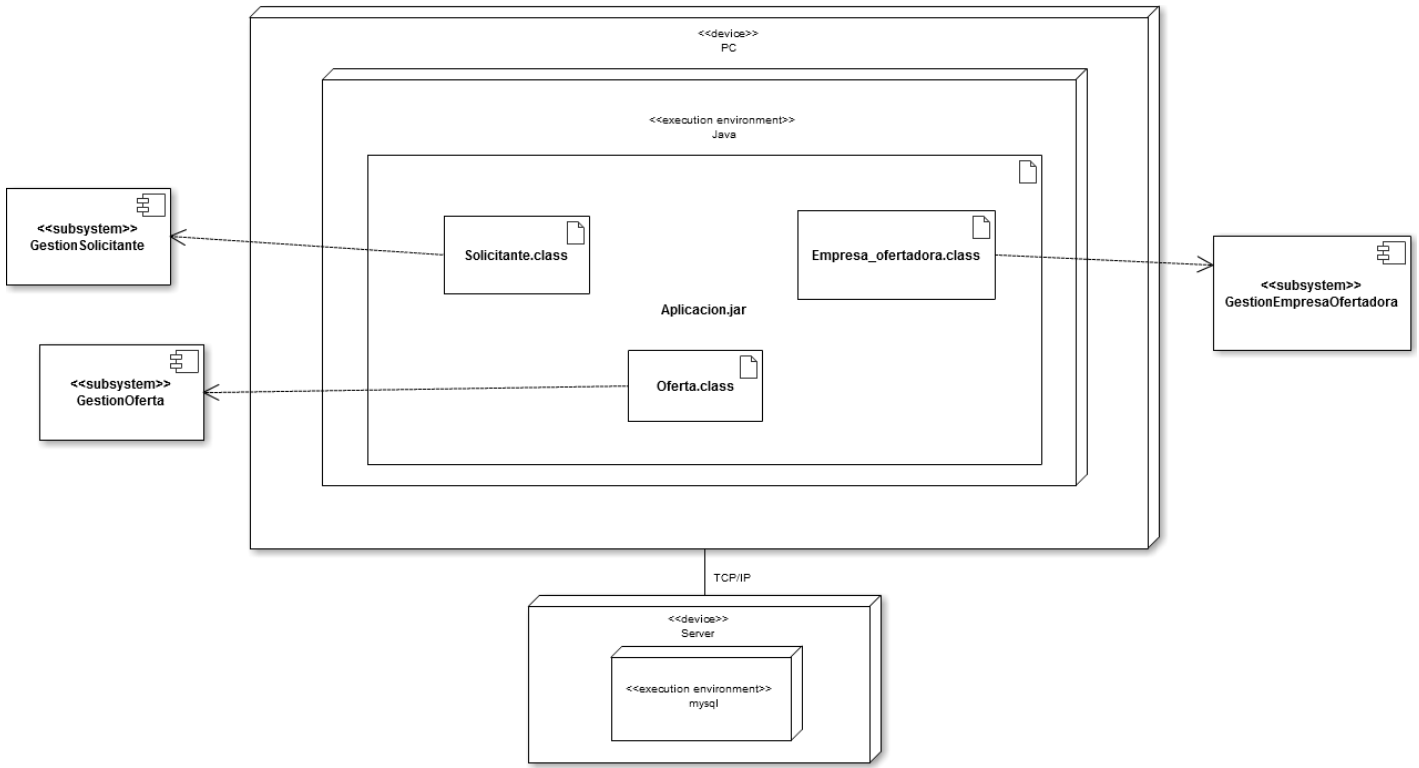 <<device>>
PC
<<execution environment>>
Java
<<subsystem>>
GestionSolicitante
Solicitante.class
Empresa_ofertadora.class
<<subsystem>>
GestionEmpresaOfertadora
Aplicacion.jar
<<subsystem>>
GestionOferta
Oferta.class
TCP/IP
<<device>>
Server
<<execution environment>>
mysql